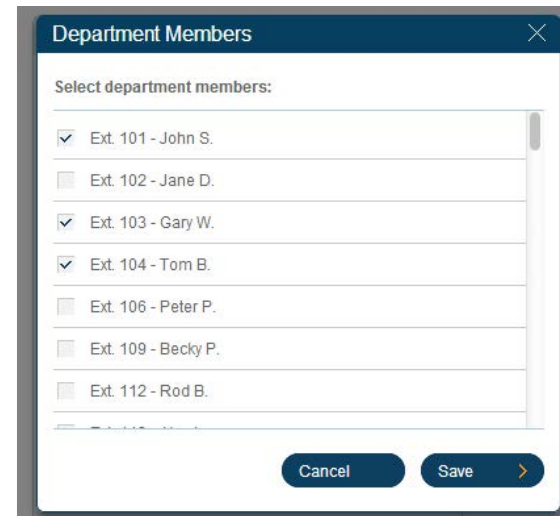 Department Members
Select department members:
Ext. 101 - John S.
Ext. 102 - Jane D.
Ext. 103 - Gary W.
Ext. 104 - Tom B.
Ext. 106 - Peter P.
Ext. 109 - Becky P.
Ext. 112 - Rod B.
Cancel
Save